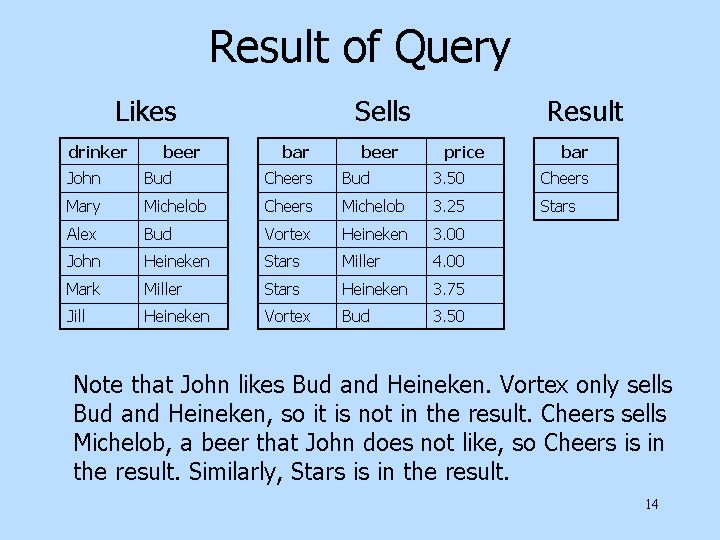 Result of Query
Likes Sells Result
drinker beer bar beer price bar
John Bud Cheers Bud 3.50 Cheers
Mary Michelob Cheers Michelob 3.25 Stars
Alex Bud Vortex Heineken 3.00
John Heineken Stars Miller 4.00
Mark Miller Stars Heineken 3.75
Jill Heineken Vortex Bud 3.50
Note that John likes Bud and Heineken. Vortex only sells
Bud and Heineken, so it is not in the result. Cheers sells
Michelob, a beer that John does not like, so Cheers is in
the result. Similarly, Stars is in the result.
14